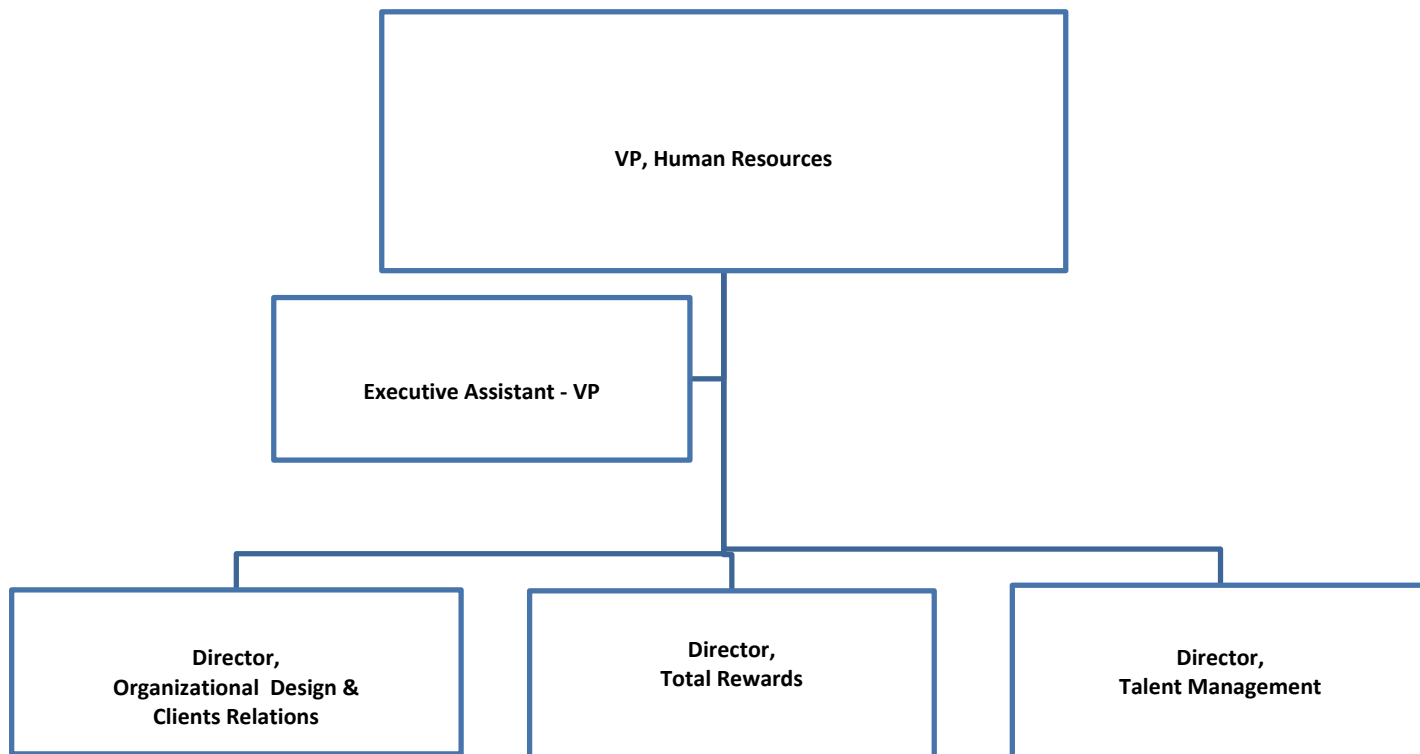 VP, Human Resources
Executive Assistant - VP
Director,
Organizational  Design &
Clients Relations
Director,
Total Rewards
Director,
Talent Management